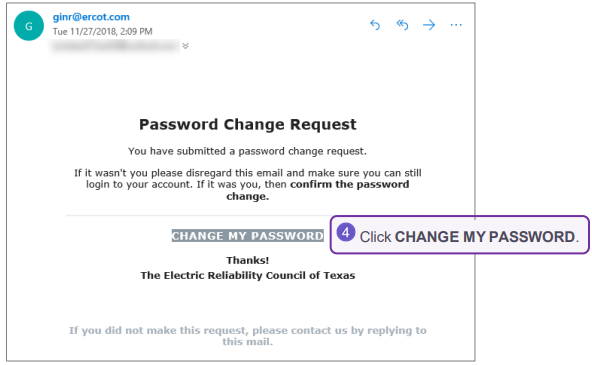 G
ginr@ercot.com
Tue 11/27/2018, 2:09 PM
Password Change Request
You have submitted a password change request.
If it wasn't you please disregard this email and make sure you can still
login to your account. If it was you, then confirm the password
change.
CHANGE MY PASSWORD
4 Click CHANGE MY PASSWORD.
Thanks!
The Electric Reliability Council of Texas
If you did not make this request, please contact us by replying to
this mail.